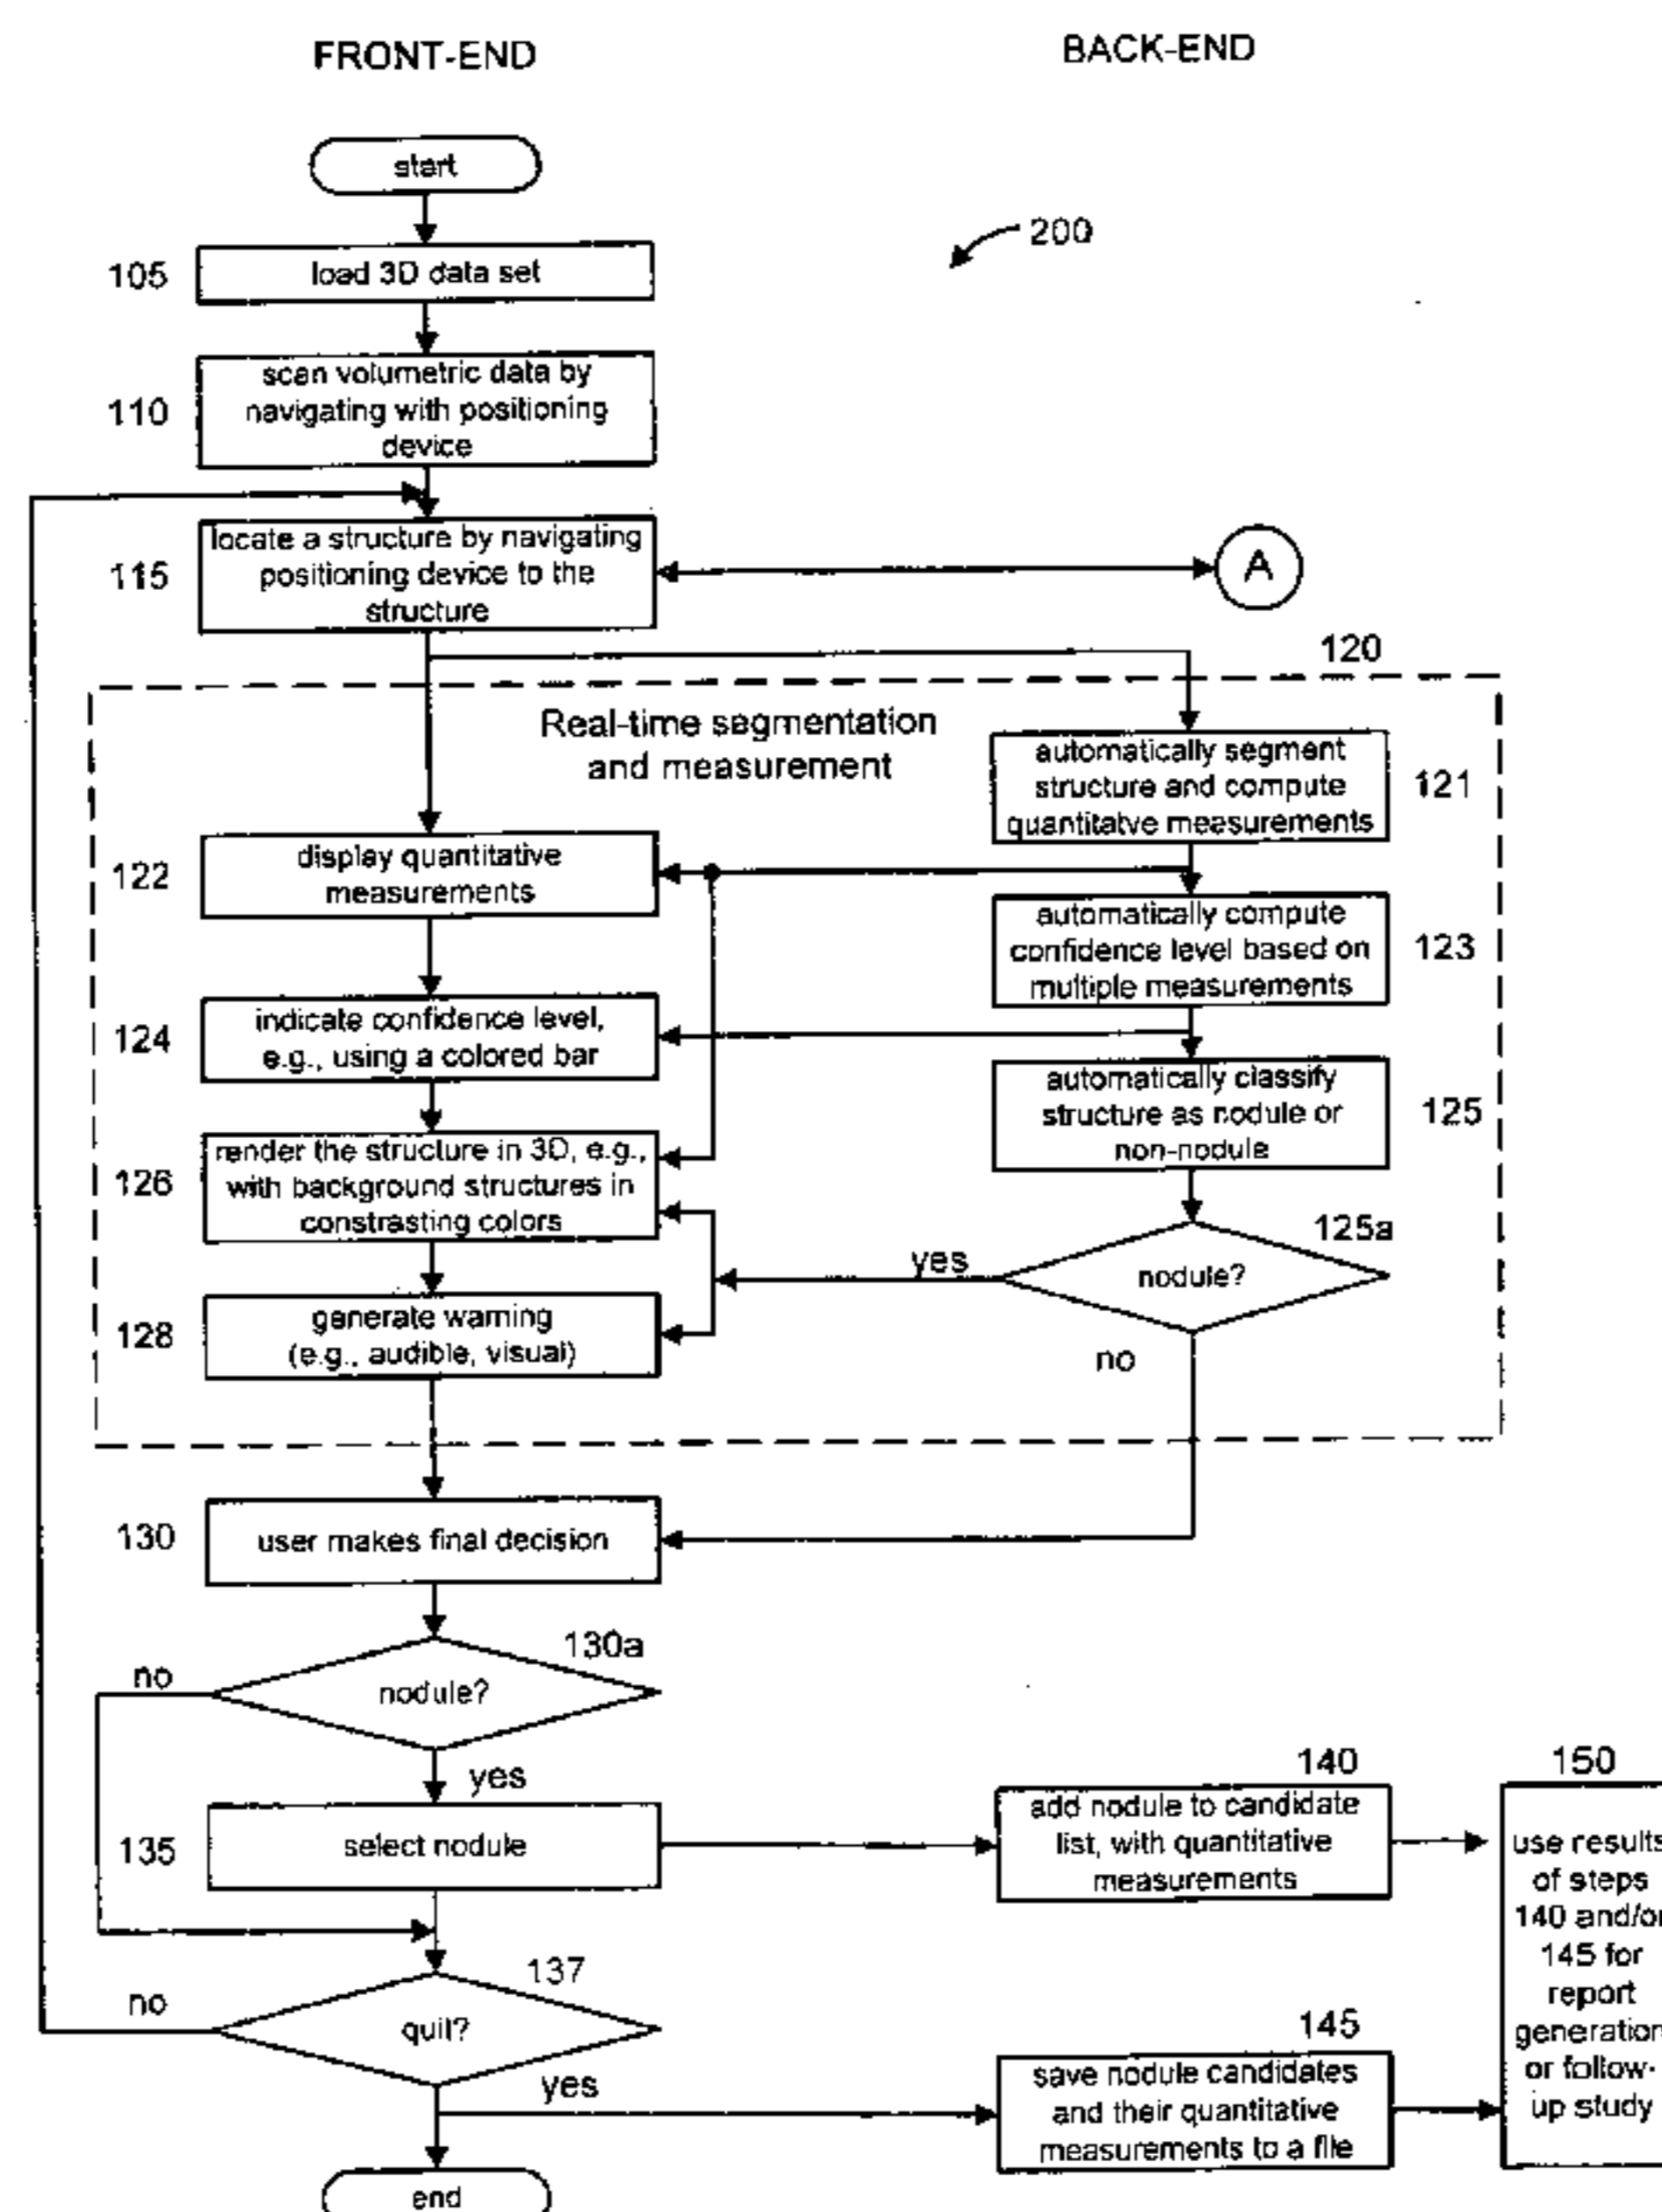 FRONT-END
BACK-END
start
200
105
load 3D data set
110
scan volumetric data by
navigating with positioning
device
115
locate a structure by navigating
positioning device to the
structure
A
120
Real-time segmentation
and measurement
automatically segment
structure and compute
quantitatve measurements
121
122
display quantitative
measurements
automatically compute
confidence level based on
multiple measurements
123
124
indicate confidence level,
e.g., using a colored bar
automatically classify
structure as nodule or
non-nodule
125
126
render the structure in 3D, e.g.,
with background structures in
constrasting colors
125a
yes
nodule?
no
128
generate warning
(e.g., audible, visual)
130
user makes final decision
130a
no
nodule?
yes
135
select nodule
140
add nodule to candidate
list, with quantitative
measurements
150
use results
of steps
140 and/or
145 for
report
generation
or follow-
up study
137
no
quit?
yes
145
save nodule candidates
and their quantitative
measurements to a file
end